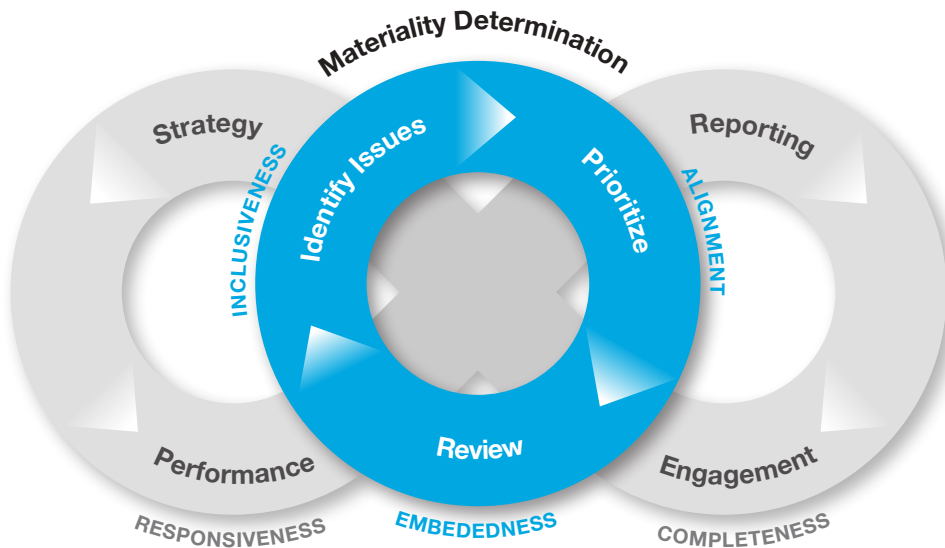 Materiality Determination
Strategy
Identify Issues
Prioritize
Reporting
INCLUSIVENESS
ALIGNMENT
Performance
Review
Engagement
RESPONSIVENESS
EMBEDEDNESS
COMPLETENESS